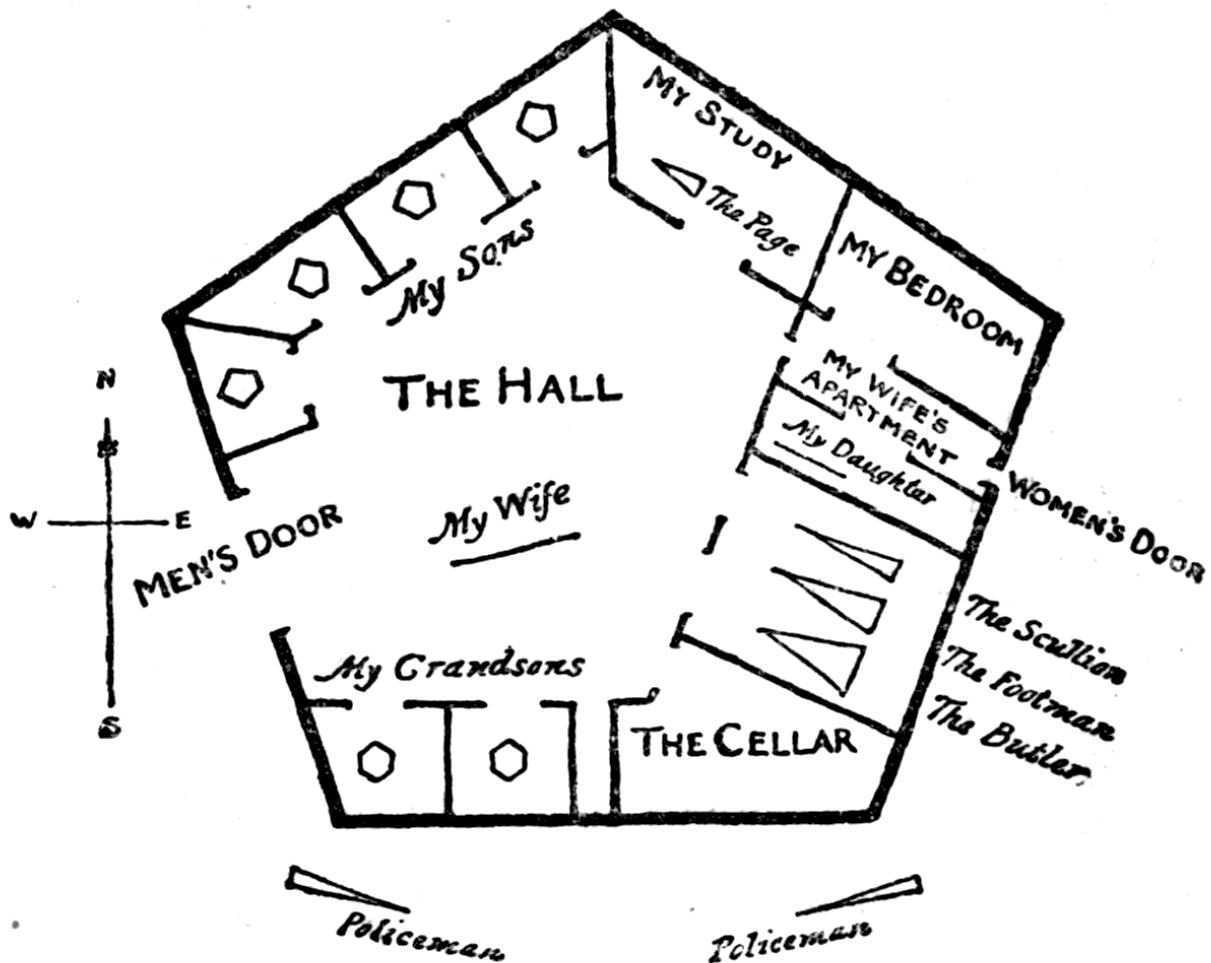 MY STUDY
The Page
MY BEDROOM
My Sons
THE HALL
N
W
E
S
MY WIFE'S
APARTMENT
My Daughter
WOMEN'S DOOR
MEN'S DOOR
My Wife
The Scullion
The Footman
The Butler
My Grandsons
THE CELLAR
Policeman
Policeman